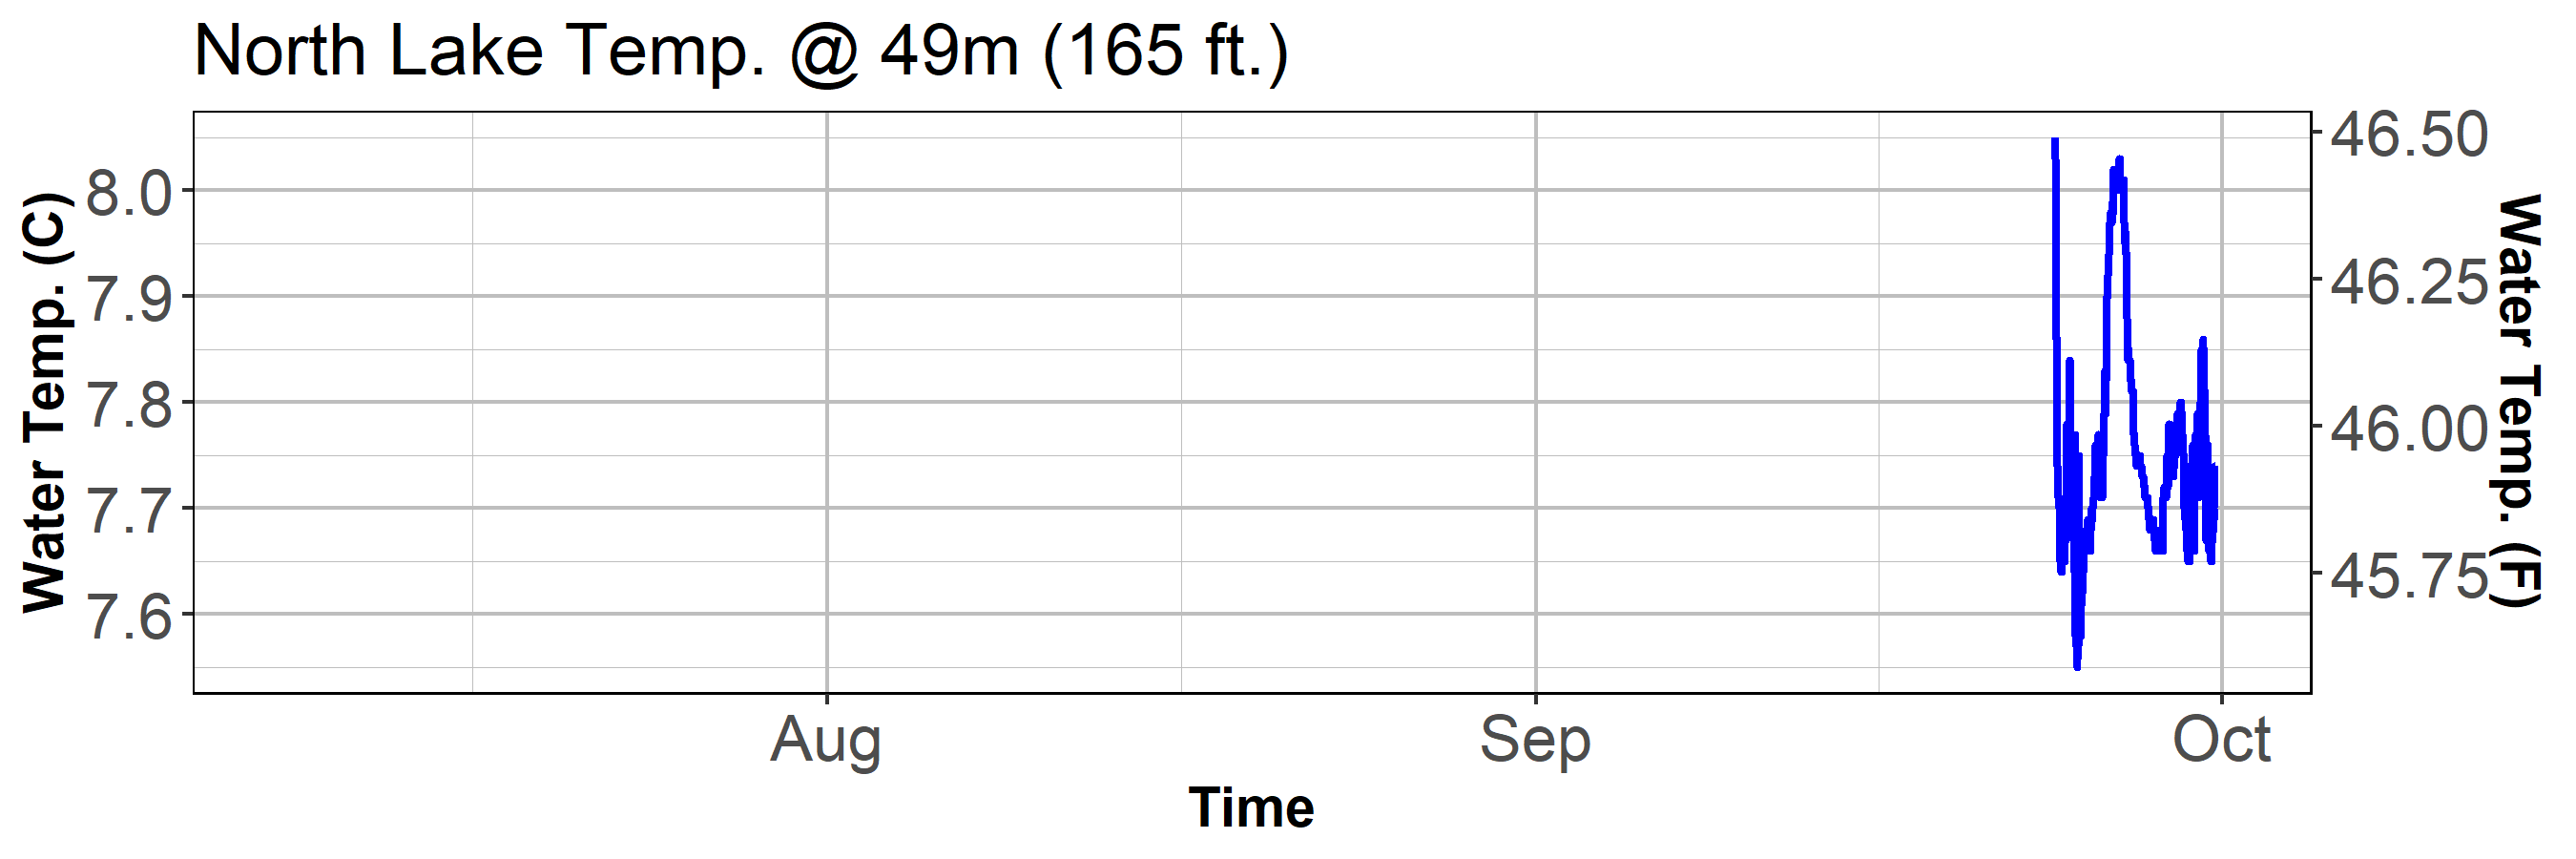 North Lake Temp. @ 49m (165 ft.)
Water Temp. (C)
8.0
7.9
7.8
7.7
7.6
46.50
46.25
46.00
45.75
Water Temp. (F)
Aug Sep Oct
Time